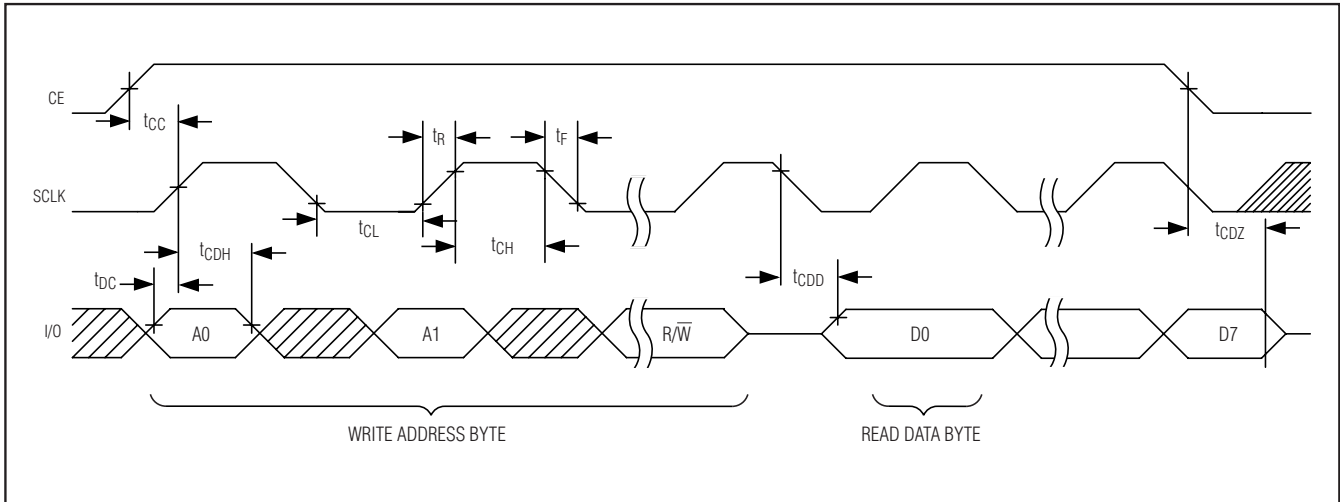 CE
tCC
tR
tF
SCLK
tCL
tCH
tCDZ
tCDH
tDC
tCDD
I/O
A0
A1
R/W̅
D0
D7
WRITE ADDRESS BYTE
READ DATA BYTE